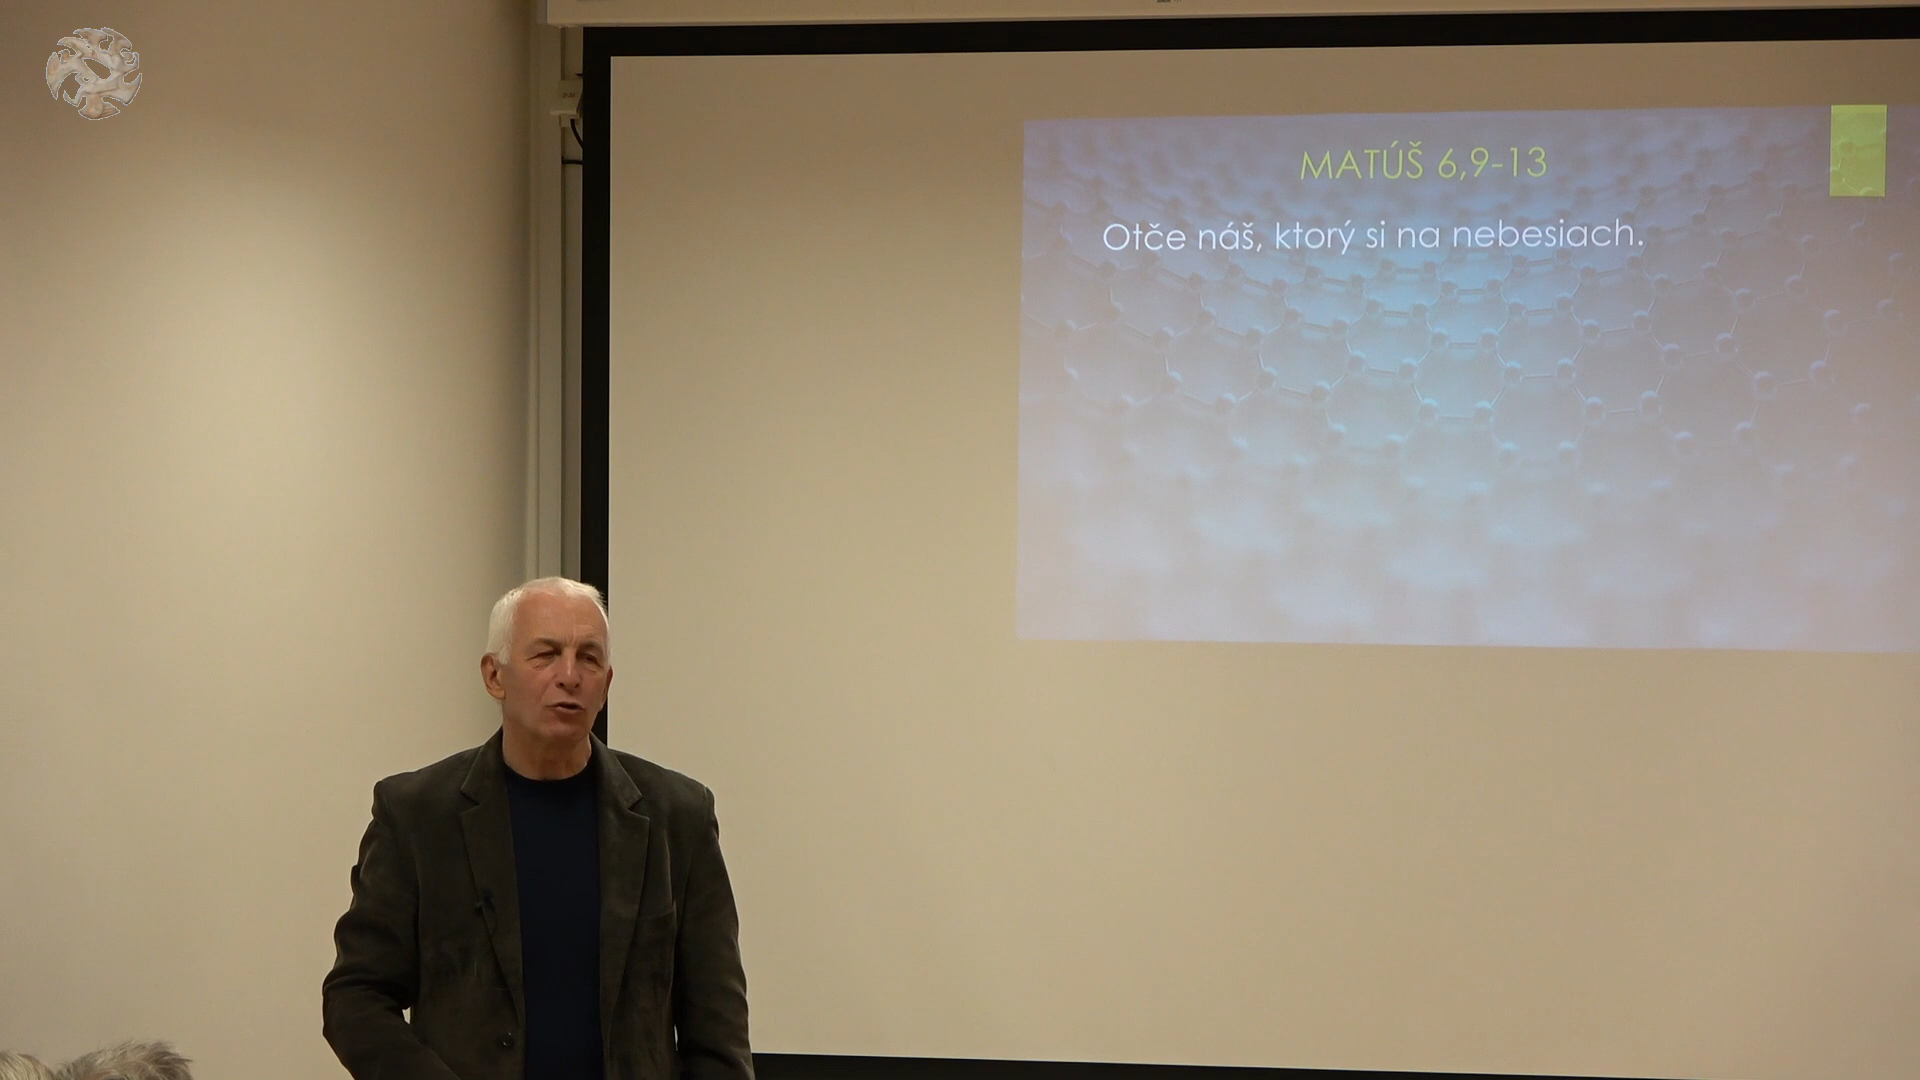 MATÚŠ 6,9-13
Otče náš, ktorý si na nebesiach.